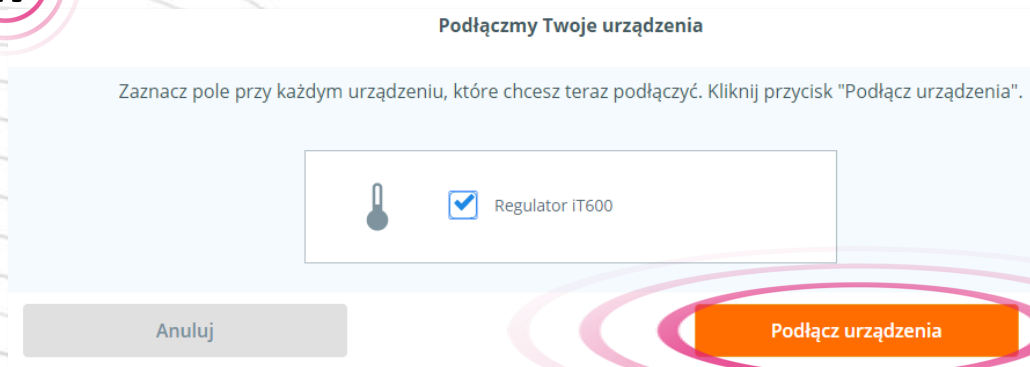 Podłączmy Twoje urządzenia
Zaznacz pole przy każdym urządzeniu, które chcesz teraz podłączyć. Kliknij przycisk "Podłącz urządzenia".
Regulator iT600
Anuluj
Podłącz urządzenia